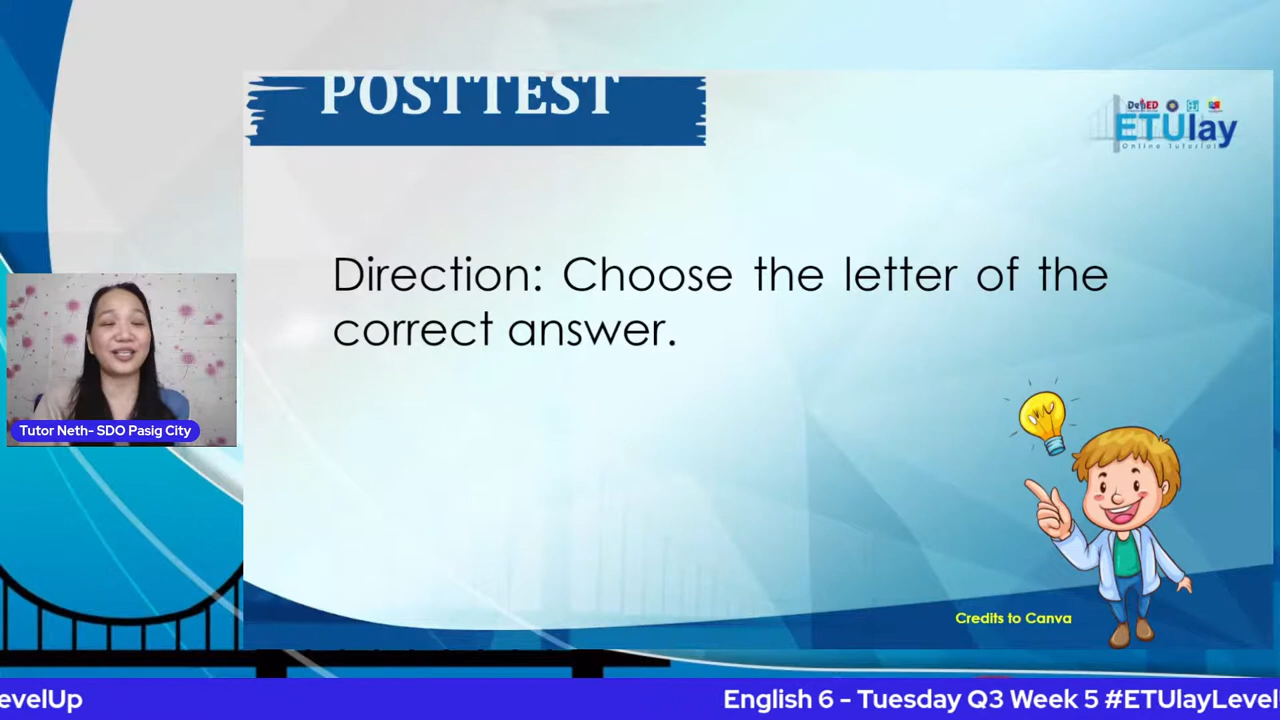 POSTTEST
DepED
ETUlay
Online Tutorial
Direction: Choose the letter of the
correct answer.
Tutor Neth- SDO Pasig City
Credits to Canva
evelUp
English 6 - Tuesday Q3 Week 5 #ETUlayLevel